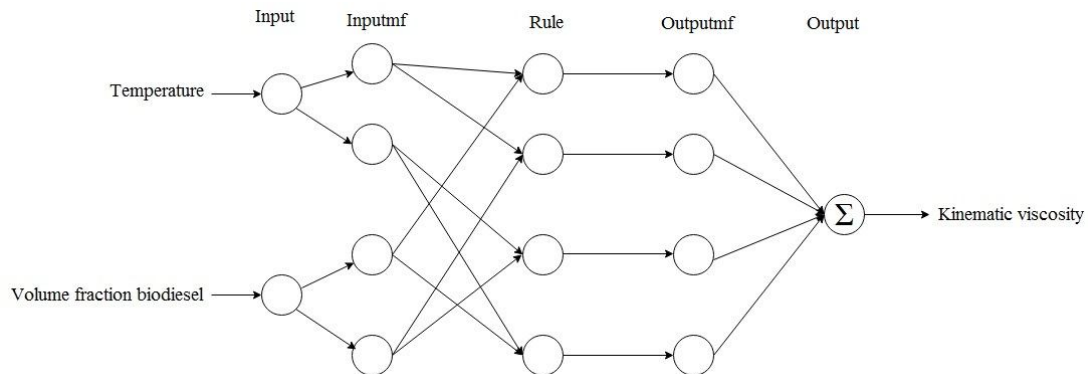 Input
Inputmf
Rule
Outputmf
Output
Temperature
Σ
Kinematic viscosity
Volume fraction biodiesel